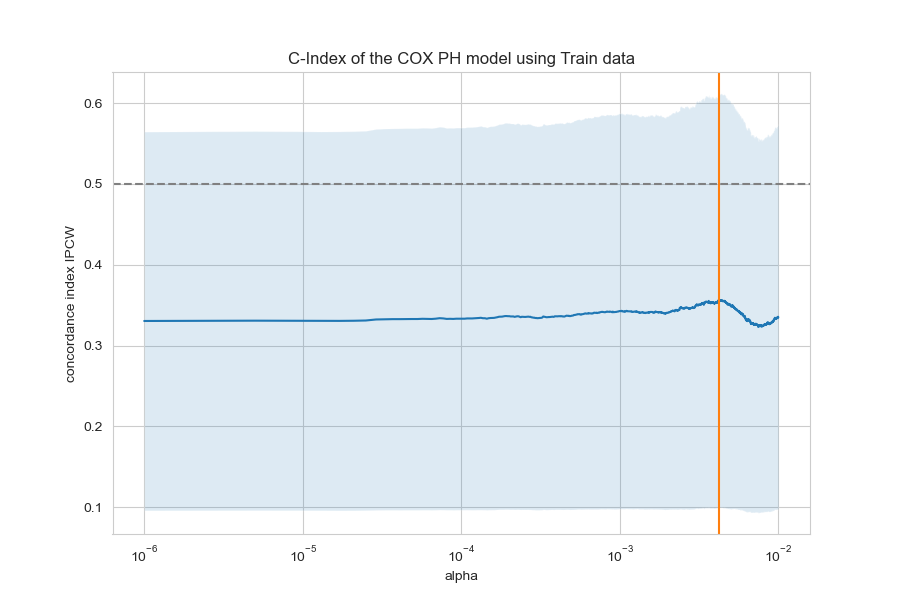 C-Index of the COX PH model using Train data
concordance index IPCW
0.6
0.5
0.4
0.3
0.2
0.1
10⁻⁶ 10⁻⁵ 10⁻⁴ 10⁻³ 10⁻²
alpha